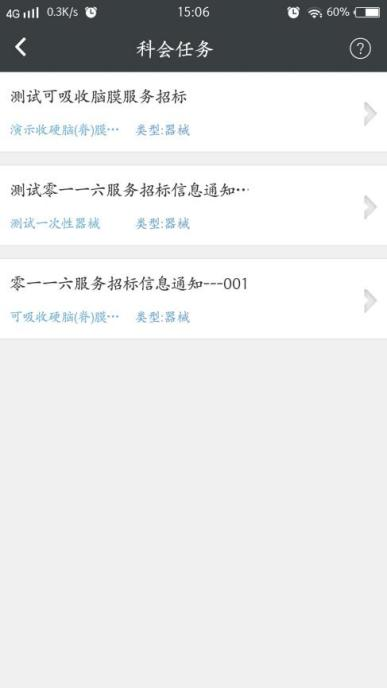 4G 0.3K/s 15:06 60%
科会任务 ?
测试可吸收脑膜服务招标
演示收硬脑(脊)膜… 类型:器械
测试零一一六服务招标信息通知…
测试一次性器械 类型:器械
零一一六服务招标信息通知---001
可吸收硬脑(脊)膜… 类型:器械